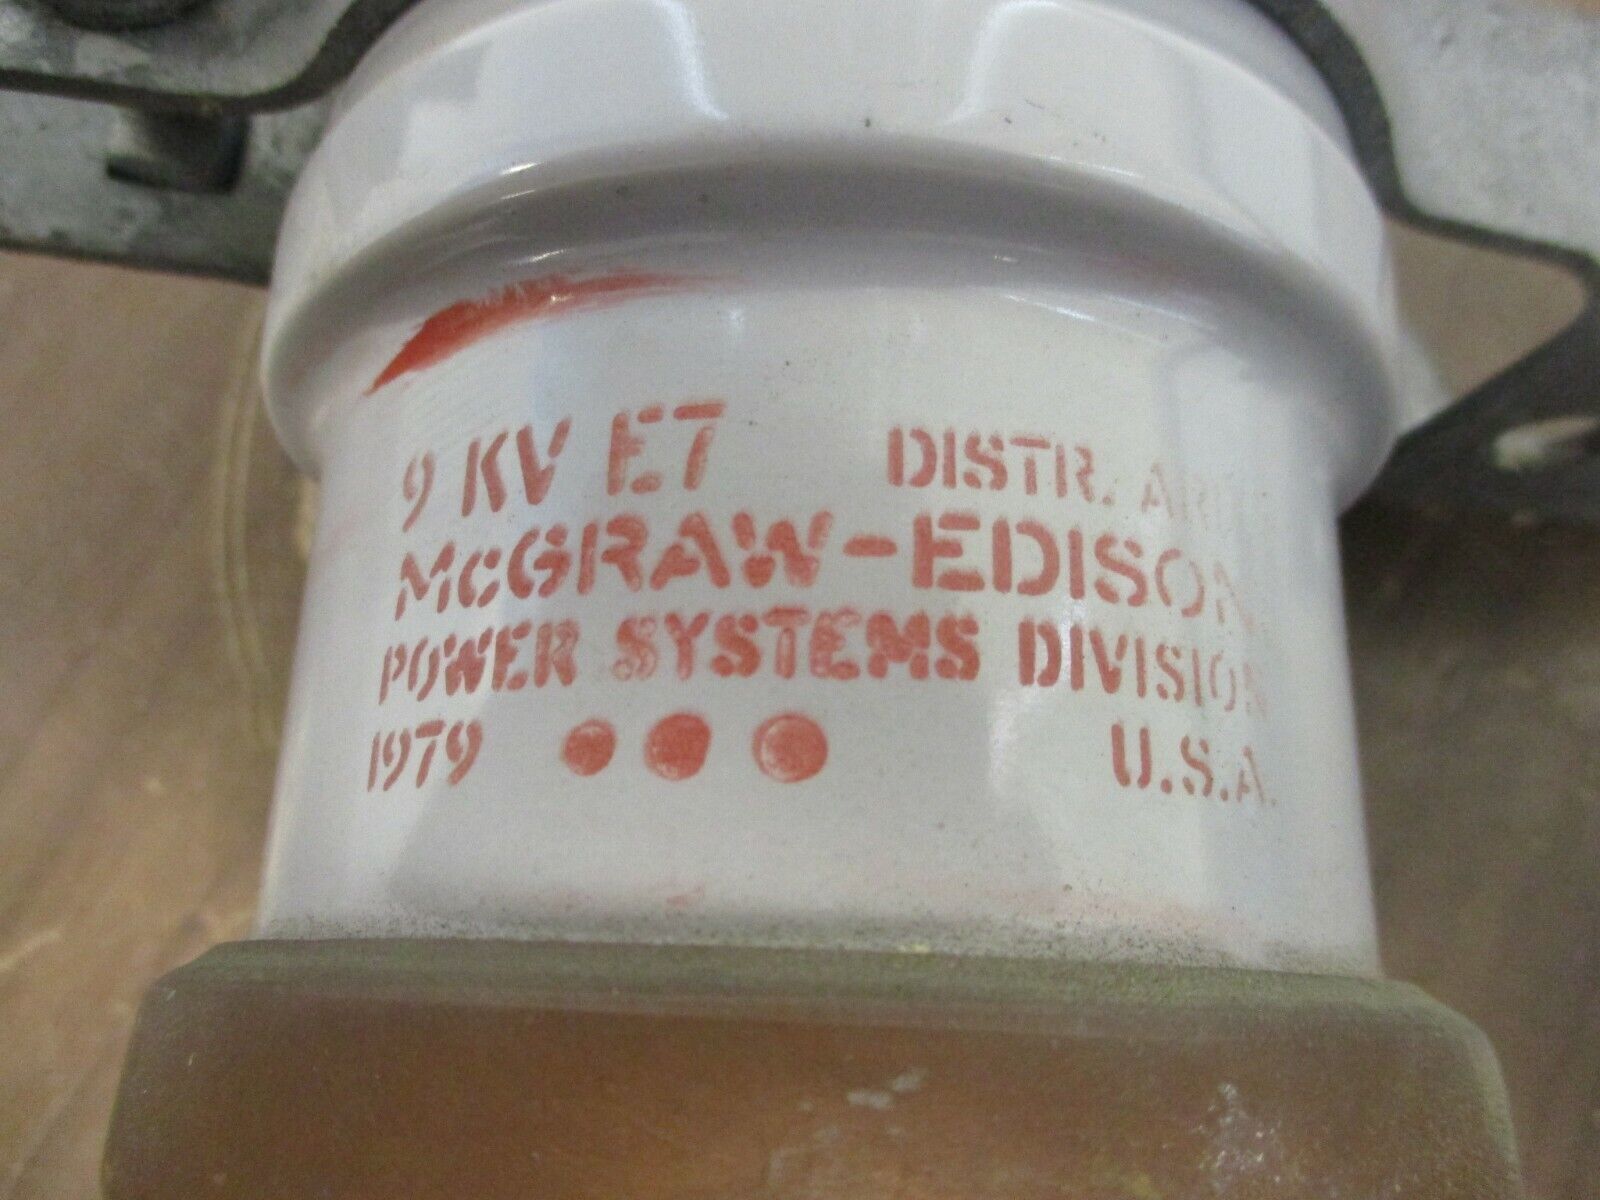 9 KV E7 DISTR.
McGRAW-EDISON
POWER SYSTEMS DIVISION
1979 ●●● U.S.A.